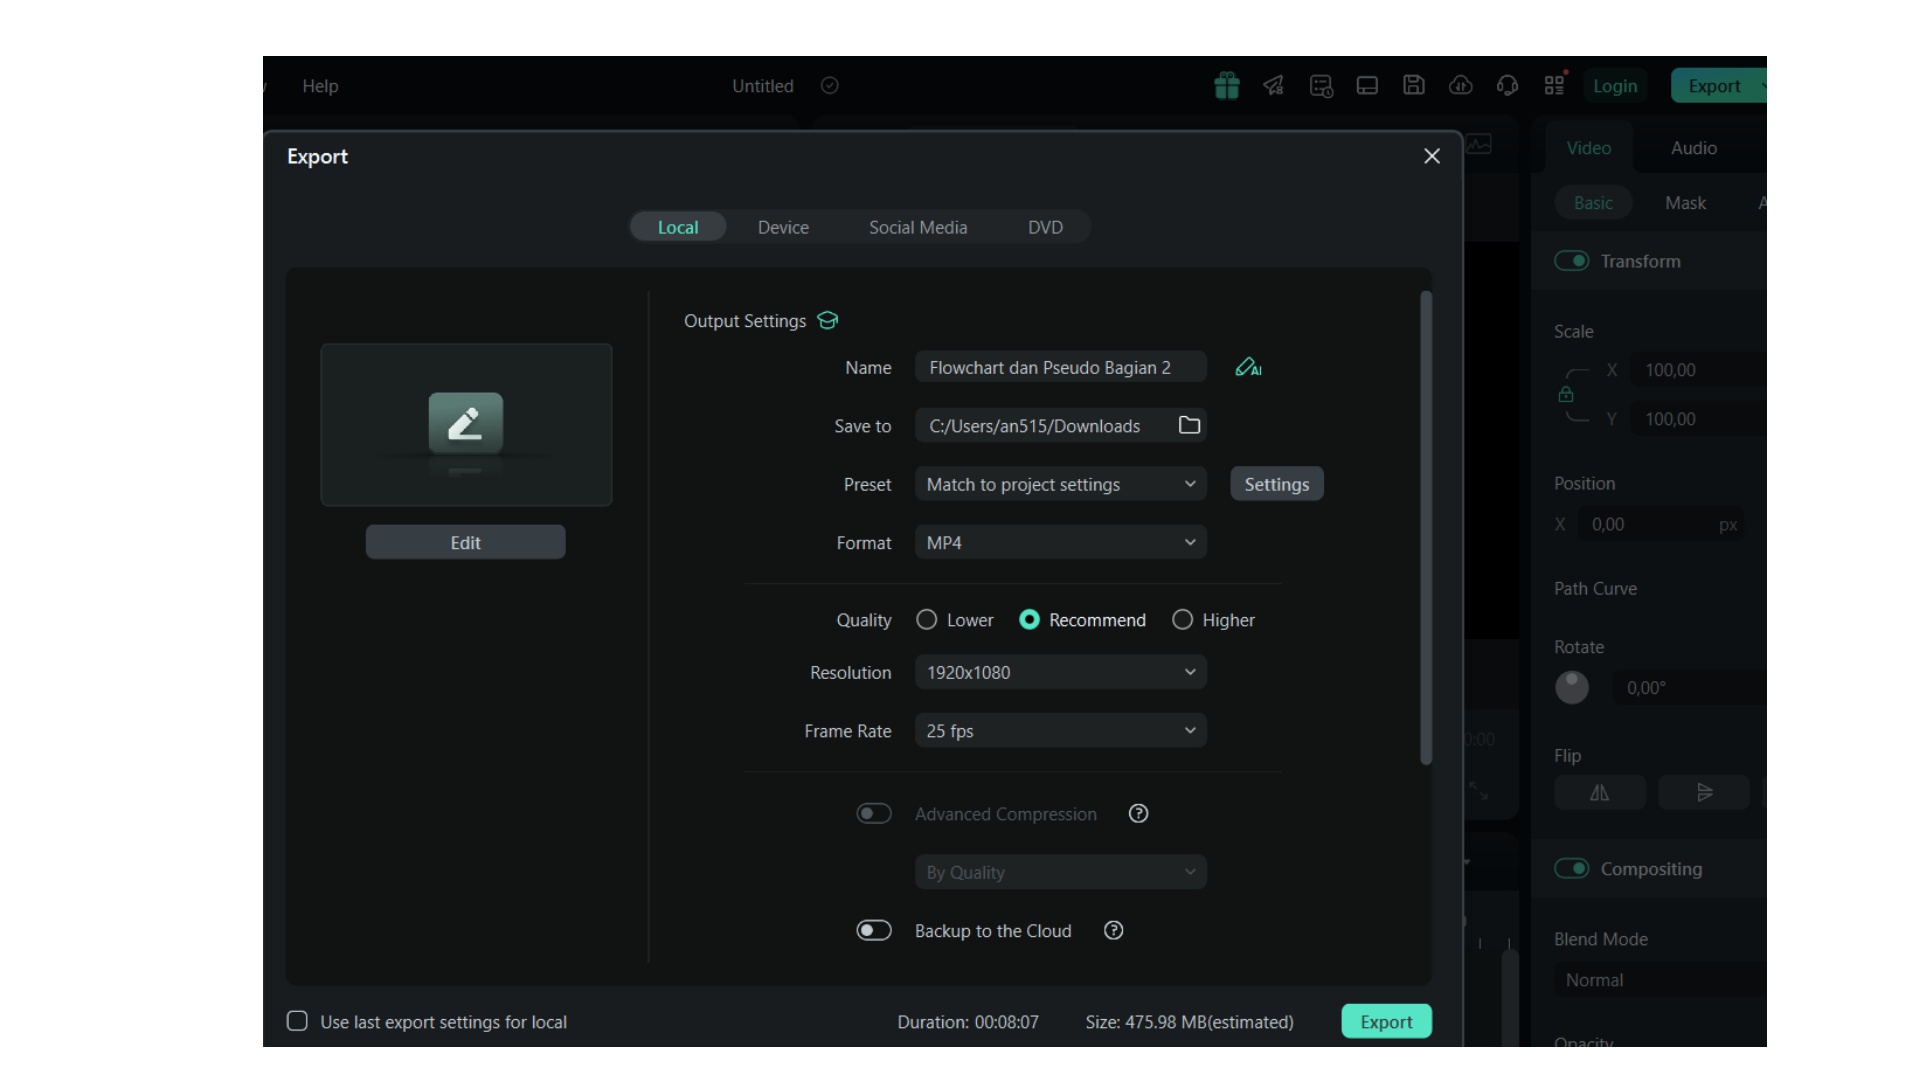 Help
Untitled
Login
Export
Export
Local
Device
Social Media
DVD
Output Settings
Name
Flowchart dan Pseudo Bagian 2
AI
Save to
C:/Users/an515/Downloads
Preset
Match to project settings
Settings
Format
MP4
Edit
Quality
Lower
Recommend
Higher
Resolution
1920x1080
Frame Rate
25 fps
Advanced Compression
By Quality
Backup to the Cloud
Use last export settings for local
Duration: 00:08:07
Size: 475.98 MB(estimated)
Export
Video
Audio
Basic
Mask
Transform
Scale
X
100,00
Y
100,00
Position
X
0,00
px
Path Curve
Rotate
0,00°
Flip
Compositing
Blend Mode
Normal
Opacity